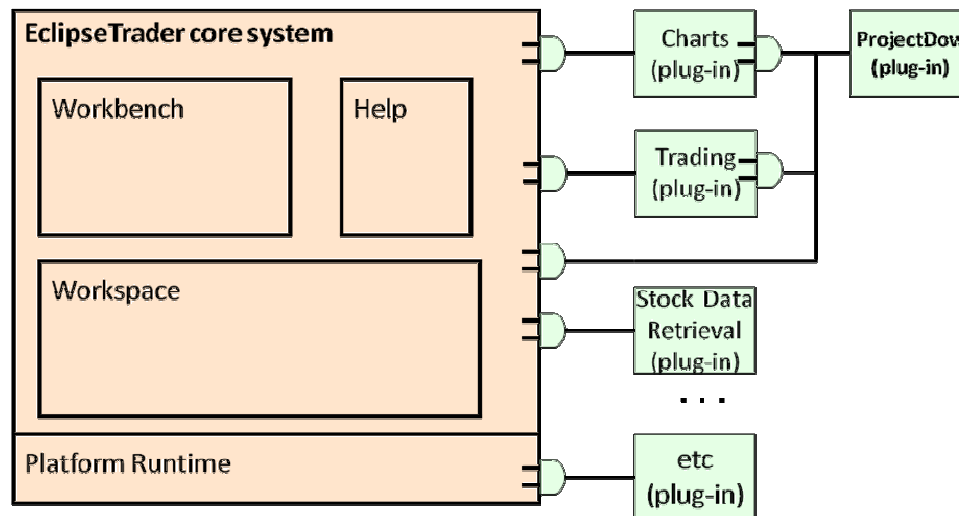 EclipseTrader core system
Workbench
Help
Workspace
Platform Runtime
Charts
(plug-in)
Trading
(plug-in)
Stock Data
Retrieval
(plug-in)
. . .
etc
(plug-in)
ProjectDow
(plug-in)